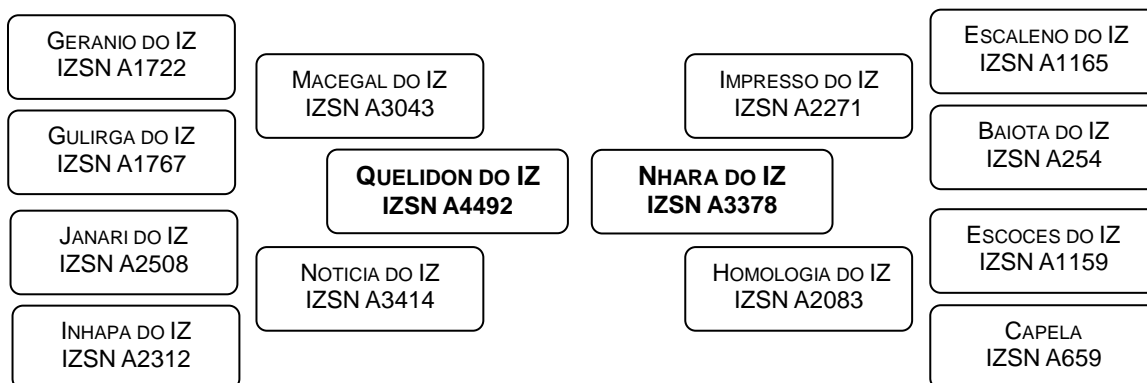 GERANIO DO IZ
IZSN A1722
GULIRGA DO IZ
IZSN A1767
JANARI DO IZ
IZSN A2508
INHAPA DO IZ
IZSN A2312
MACEGAL DO IZ
IZSN A3043
NOTICIA DO IZ
IZSN A3414
QUELIDON DO IZ
IZSN A4492
NHARA DO IZ
IZSN A3378
IMPRESSO DO IZ
IZSN A2271
HOMOLOGIA DO IZ
IZSN A2083
ESCALENO DO IZ
IZSN A1165
BAIOTA DO IZ
IZSN A254
ESCOCES DO IZ
IZSN A1159
CAPELA
IZSN A659